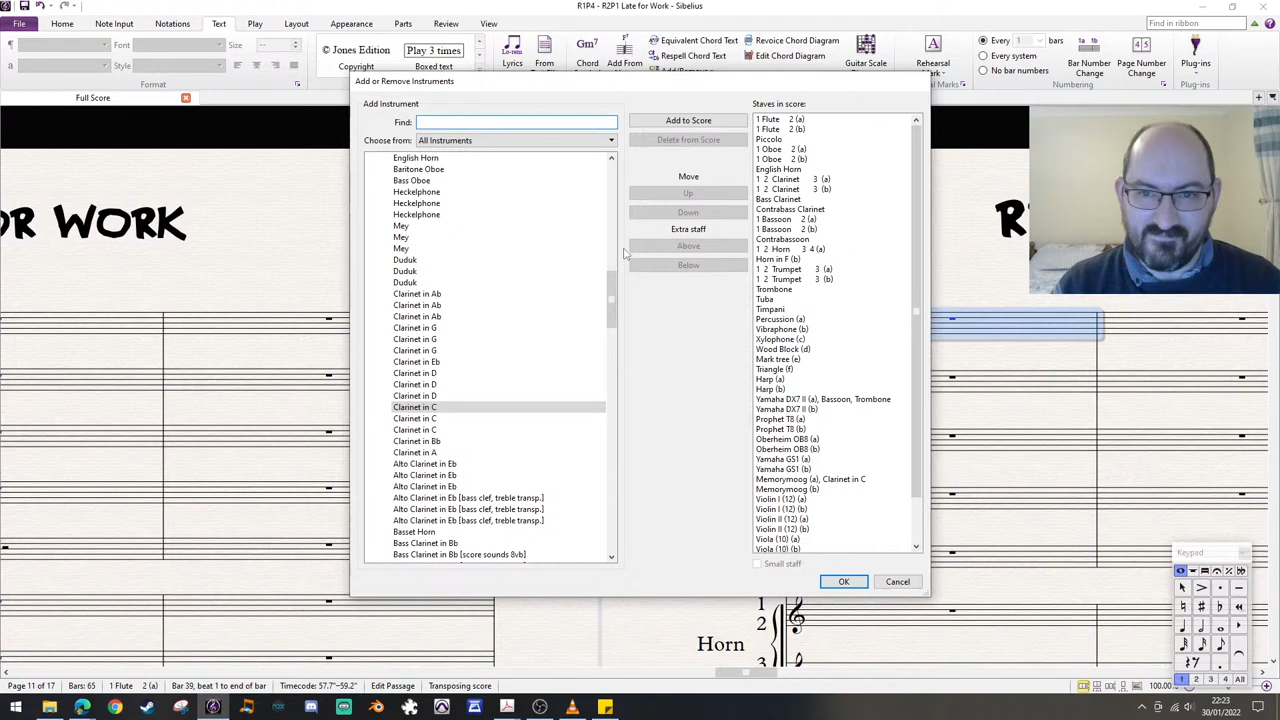 R1P4 - R2P1 Late for Work - Sibelius
File Home Note Input Notations Text Play Layout Appearance Parts Review View
Find in ribbon
Font Size
Style
Format
© Jones Edition
Copyright
Play 3 times
Boxed text
Lyrics
From
Gm7
Chord
Add From
Equivalent Chord Text
Respell Chord Text
Revoice Chord Diagram
Edit Chord Diagram
Guitar Scale
Diagram
Rehearsal
Mark
Every 1 bars
Every system
No bar numbers
Bar Number
Change
Page Number
Change
Numbering
Plug-ins
Plug-ins
Full Score
Add or Remove Instruments
Add Instrument
Find:
Choose from: All Instruments
English Horn
Baritone Oboe
Bass Oboe
Heckelphone
Heckelphone
Heckelphone
Mey
Mey
Mey
Duduk
Duduk
Duduk
Clarinet in Ab
Clarinet in Ab
Clarinet in Ab
Clarinet in G
Clarinet in G
Clarinet in G
Clarinet in Eb
Clarinet in D
Clarinet in D
Clarinet in D
Clarinet in C
Clarinet in C
Clarinet in C
Clarinet in Bb
Clarinet in A
Alto Clarinet in Eb
Alto Clarinet in Eb
Alto Clarinet in Eb
Alto Clarinet in Eb [bass clef, treble transp.]
Alto Clarinet in Eb [bass clef, treble transp.]
Alto Clarinet in Eb [bass clef, treble transp.]
Basset Horn
Bass Clarinet in Bb
Bass Clarinet in Bb [score sounds 8vb]
Add to Score
Delete from Score
Move
Up
Down
Extra staff
Above
Below
Staves in score:
1 Flute 2 (a)
1 Flute 2 (b)
Piccolo
1 Oboe 2 (a)
1 Oboe 2 (b)
English Horn
1 2 Clarinet 3 (a)
1 2 Clarinet 3 (b)
Bass Clarinet
Contrabass Clarinet
1 Bassoon 2 (a)
1 Bassoon 2 (b)
Contrabassoon
1 2 Horn 3 4 (a)
Horn in F (b)
1 2 Trumpet 3 (a)
1 2 Trumpet 3 (b)
Trombone
Tuba
Timpani
Percussion (a)
Vibraphone (b)
Xylophone (c)
Wood Block (d)
Mark tree (e)
Triangle (f)
Harp (a)
Harp (b)
Yamaha DX7 II (a), Bassoon, Trombone
Yamaha DX7 II (b)
Prophet T8 (a)
Prophet T8 (b)
Oberheim OB8 (a)
Oberheim OB8 (b)
Yamaha GS1 (a)
Yamaha GS1 (b)
Memorymoog (a), Clarinet in C
Memorymoog (b)
Violin I (12) (a)
Violin I (12) (b)
Violin II (12) (a)
Violin II (12) (b)
Viola (10) (a)
Viola (10) (b)
Small staff
OK
Cancel
OR WORK
R
1
2
Horn
3
Keypad
1 2 3 4 All
Page 11 of 17 Bars: 65 1 Flute 2 (a) Bar 39, beat 1 to end of bar Timecode: 57.7"–59.2" Edit Passage Transposing score
100.00
22:23
30/01/2022